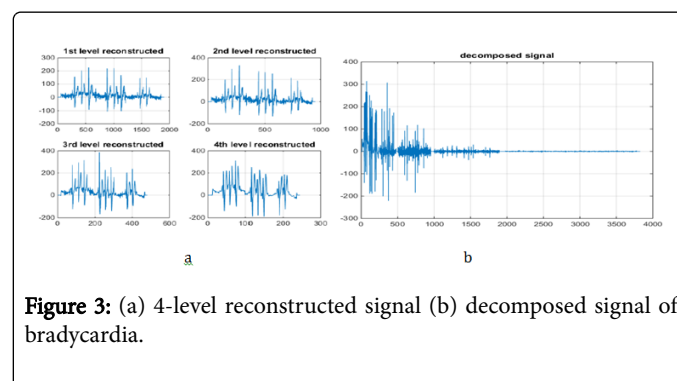 1st level reconstructed
300
200
100
0
-100
-200
0 500 1000 1500 2000
2nd level reconstructed
400
200
0
-200
0 500 1000
3rd level reconstructed
400
200
0
-200
0 200 400 600
4th level reconstructed
400
200
0
-200
0 100 200 300
a
decomposed signal
400
300
200
100
0
-100
-200
-300
0 500 1000 1500 2000 2500 3000 3500 4000
b
Figure 3: (a) 4-level reconstructed signal (b) decomposed signal of
bradycardia.